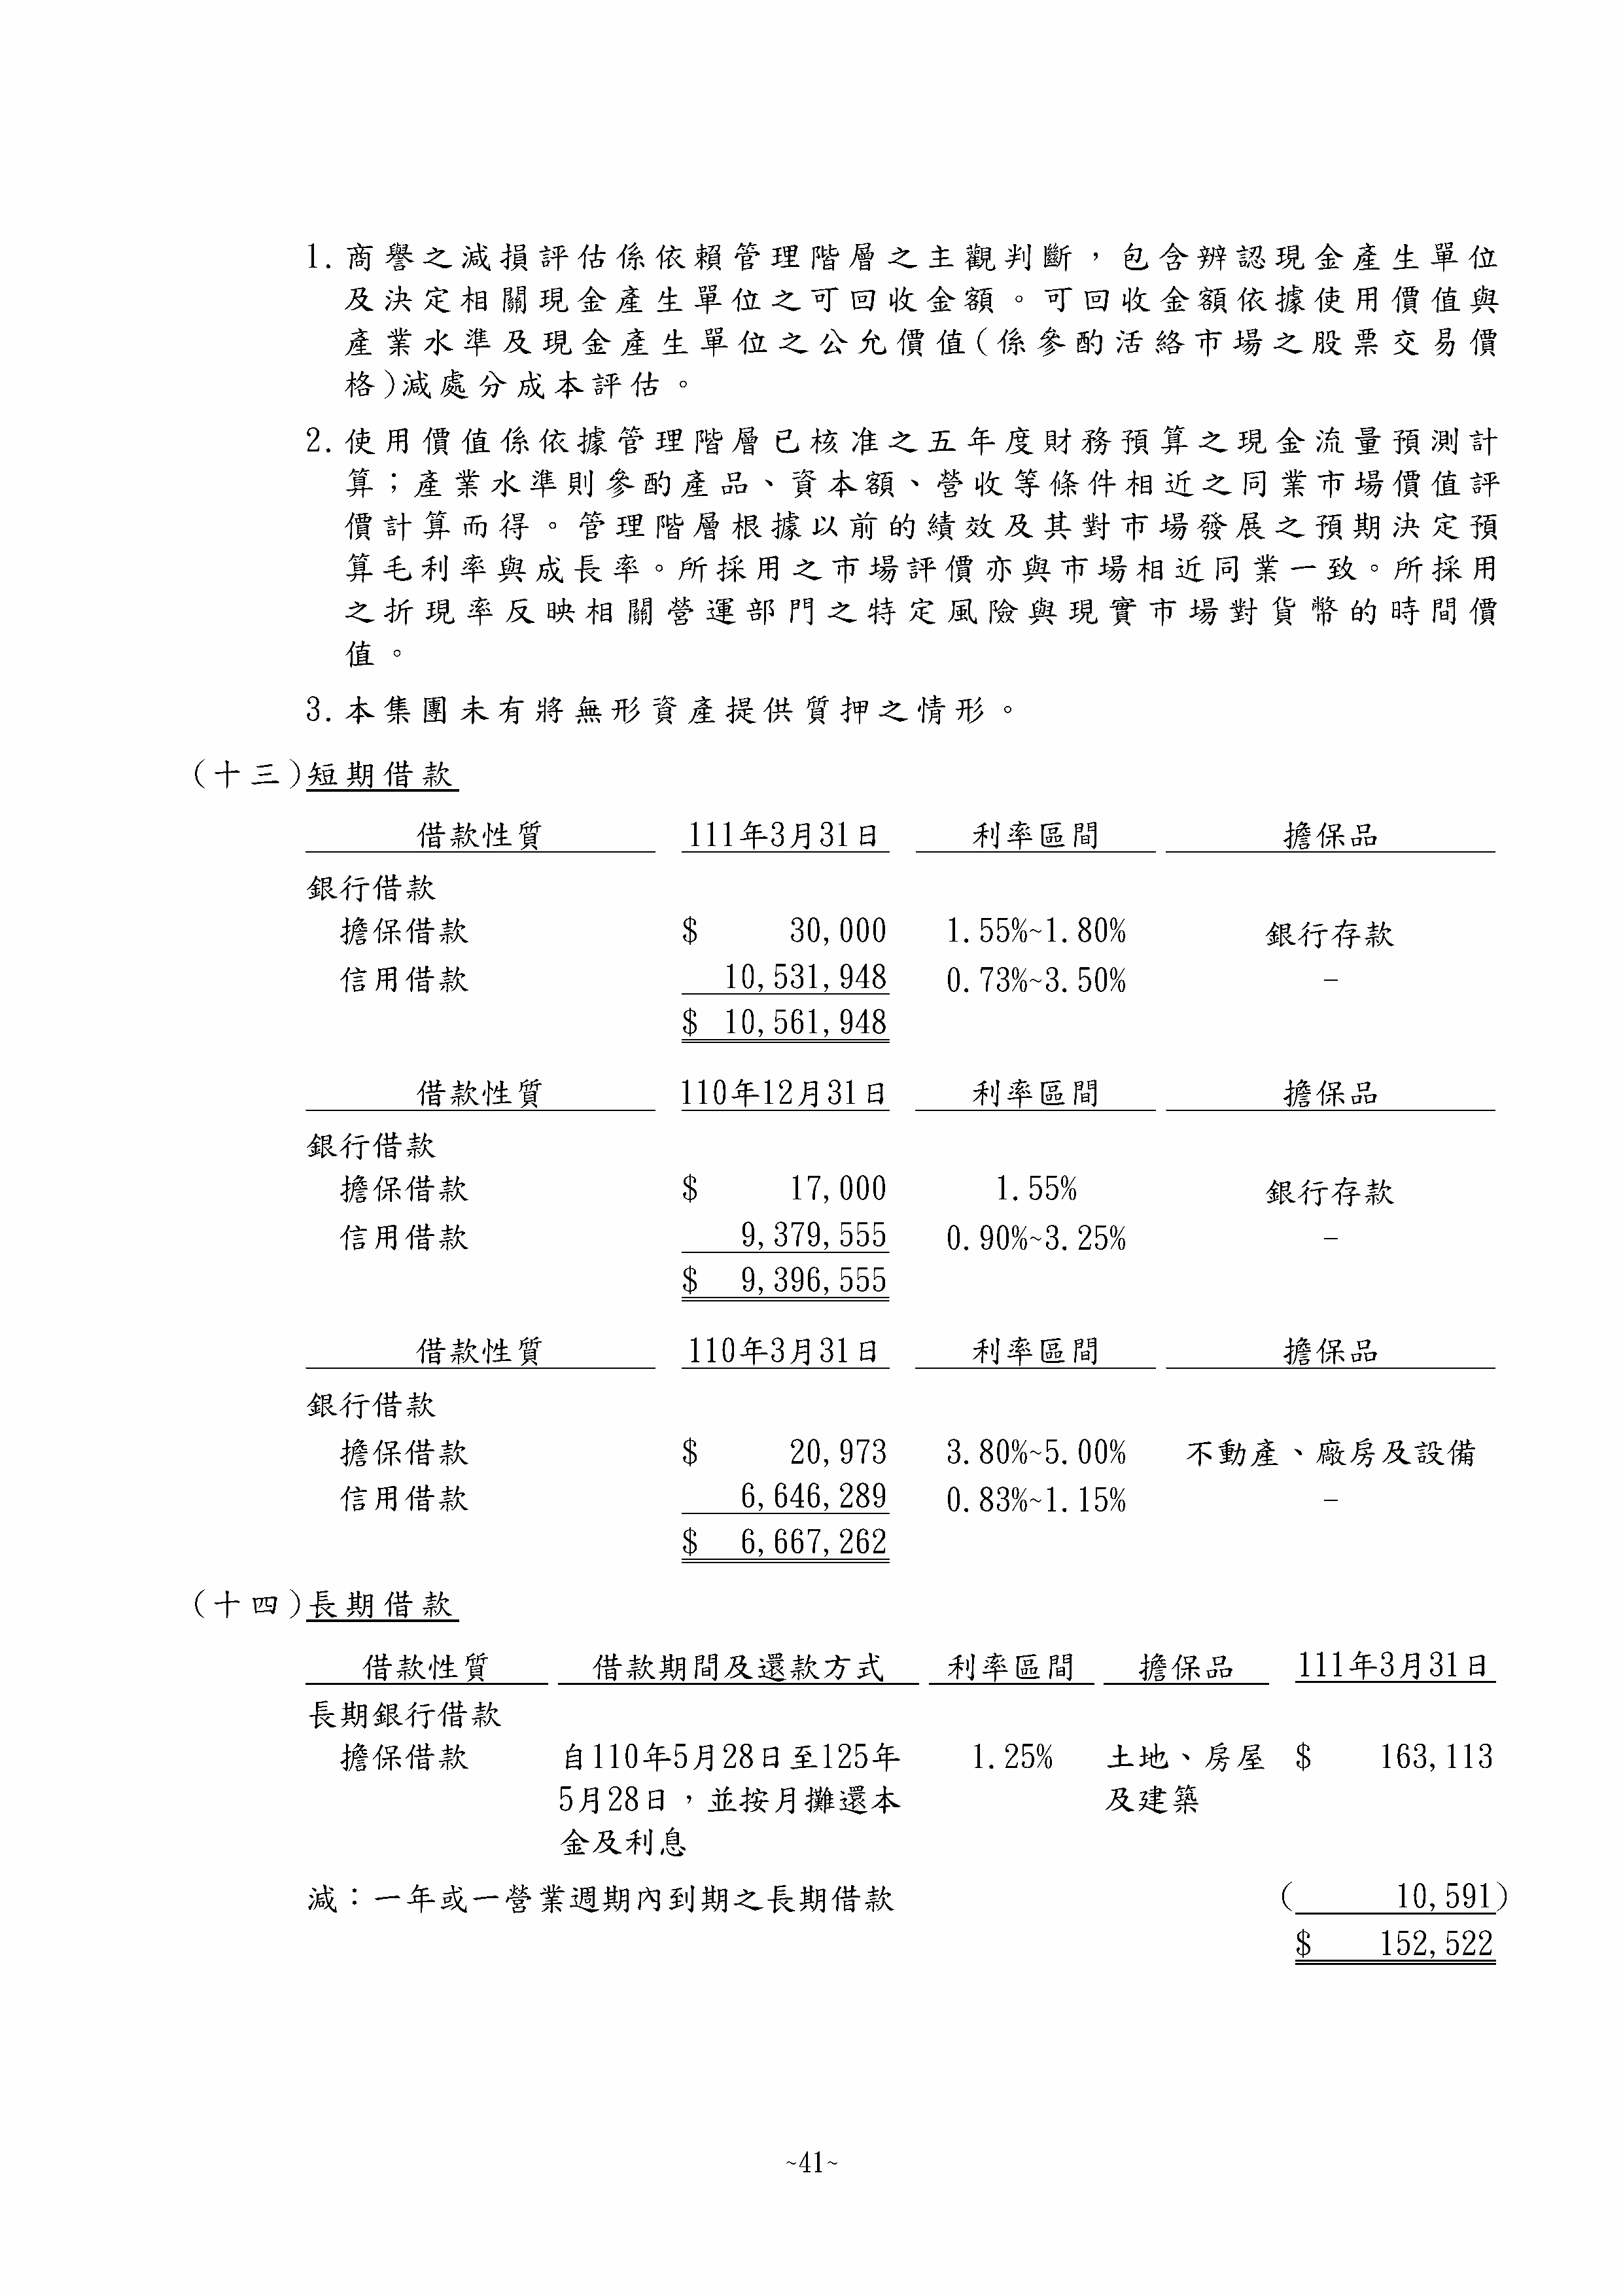 1.商譽之減損評估係依賴管理階層之主觀判斷，包含辨認現金產生單位
及決定相關現金產生單位之可回收金額。可回收金額依據使用價值與
產業水準及現金產生單位之公允價值(係參酌活絡市場之股票交易價
格)減處分成本評估。
2.使用價值係依據管理階層已核准之五年度財務預算之現金流量預測計
算；產業水準則參酌產品、資本額、營收等條件相近之同業市場價值評
價計算而得。管理階層根據以前的績效及其對市場發展之預期決定預
算毛利率與成長率。所採用之市場評價亦與市場相近同業一致。所採用
之折現率反映相關營運部門之特定風險與現實市場對貨幣的時間價
值。
3.本集團未有將無形資產提供質押之情形。
(十三)短期借款
借款性質 111年3月31日 利率區間 擔保品
銀行借款
擔保借款 $ 30,000 1.55%~1.80% 銀行存款
信用借款 10,531,948 0.73%~3.50% -
$ 10,561,948
借款性質 110年12月31日 利率區間 擔保品
銀行借款
擔保借款 $ 17,000 1.55% 銀行存款
信用借款 9,379,555 0.90%~3.25% -
$ 9,396,555
借款性質 110年3月31日 利率區間 擔保品
銀行借款
擔保借款 $ 20,973 3.80%~5.00% 不動產、廠房及設備
信用借款 6,646,289 0.83%~1.15% -
$ 6,667,262
(十四)長期借款
借款性質 借款期間及還款方式 利率區間 擔保品 111年3月31日
長期銀行借款
擔保借款 自110年5月28日至125年 1.25% 土地、房屋 $ 163,113
5月28日，並按月攤還本 及建築
金及利息
減：一年或一營業週期內到期之長期借款 ( 10,591)
$ 152,522
~41~